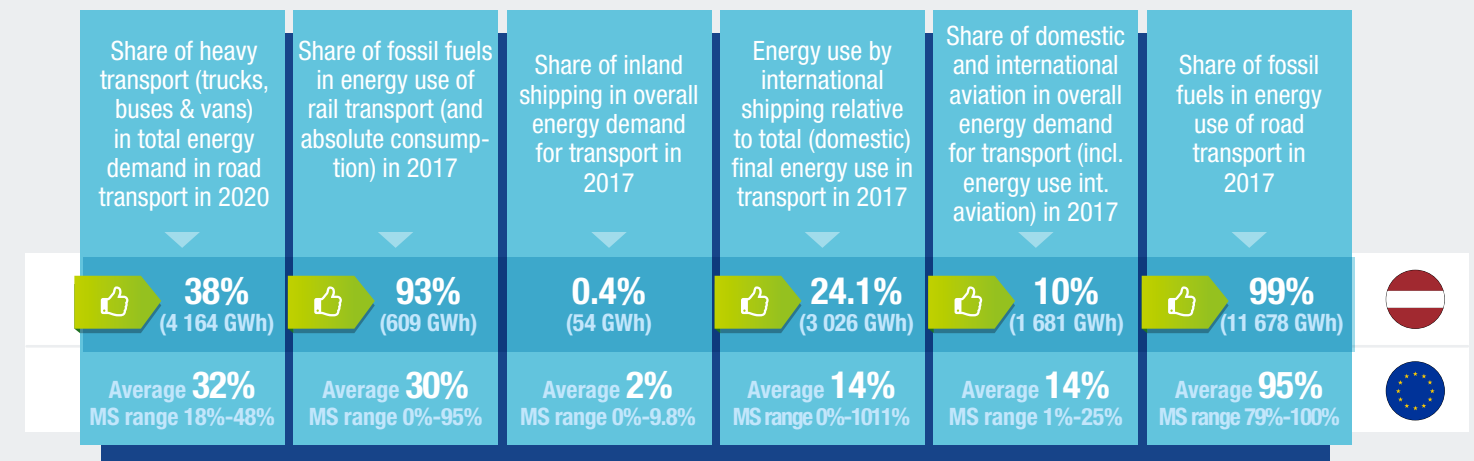 Share of heavy
transport (trucks,
buses & vans)
in total energy
demand in road
transport in 2020
Share of fossil fuels
in energy use of
rail transport (and
absolute consump-
tion) in 2017
Share of inland
shipping in overall
energy demand
for transport in
2017
Energy use by
international
shipping relative
to total (domestic)
final energy use in
transport in 2017
Share of domestic
and international
aviation in overall
energy demand
for transport (incl.
energy use int.
aviation) in 2017
Share of fossil
fuels in energy
use of road
transport in
2017
38%
(4 164 GWh)
93%
(609 GWh)
0.4%
(54 GWh)
24.1%
(3 026 GWh)
10%
(1 681 GWh)
99%
(11 678 GWh)
Average 32%
MS range 18%-48%
Average 30%
MS range 0%-95%
Average 2%
MS range 0%-9.8%
Average 14%
MS range 0%-1011%
Average 14%
MS range 1%-25%
Average 95%
MS range 79%-100%